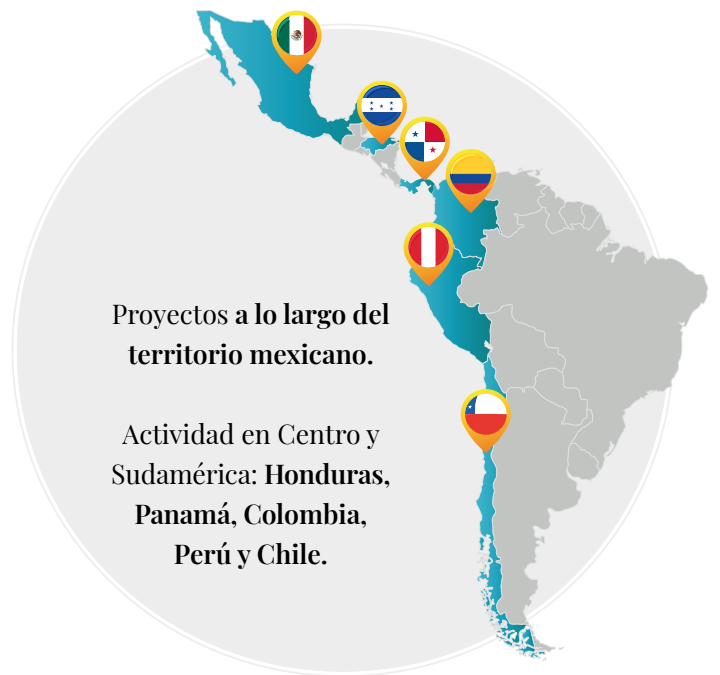 Proyectos a lo largo del
territorio mexicano.
Actividad en Centro y
Sudamérica: Honduras,
Panamá, Colombia,
Perú y Chile.